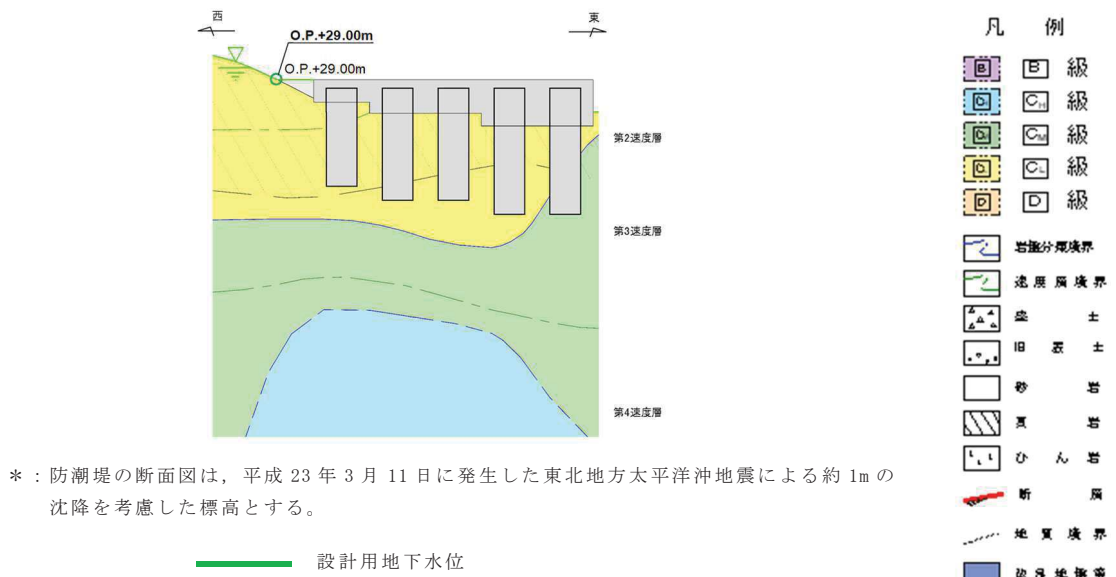 西
東
O.P.+29.00m
O.P.+29.00m
第2速度層
第3速度層
第4速度層
*：防潮堤の断面図は，平成 23 年 3 月 11 日に発生した東北地方太平洋沖地震による約 1m の
沈降を考慮した標高とする。
設計用地下水位
凡 例
B B 級
CH 級
CM 級
CL 級
D D 級
岩盤分類境界
速度層境界
盛 土
旧 表 土
砂 岩
頁 岩
ひ ん 岩
断 層
地 質 境 界